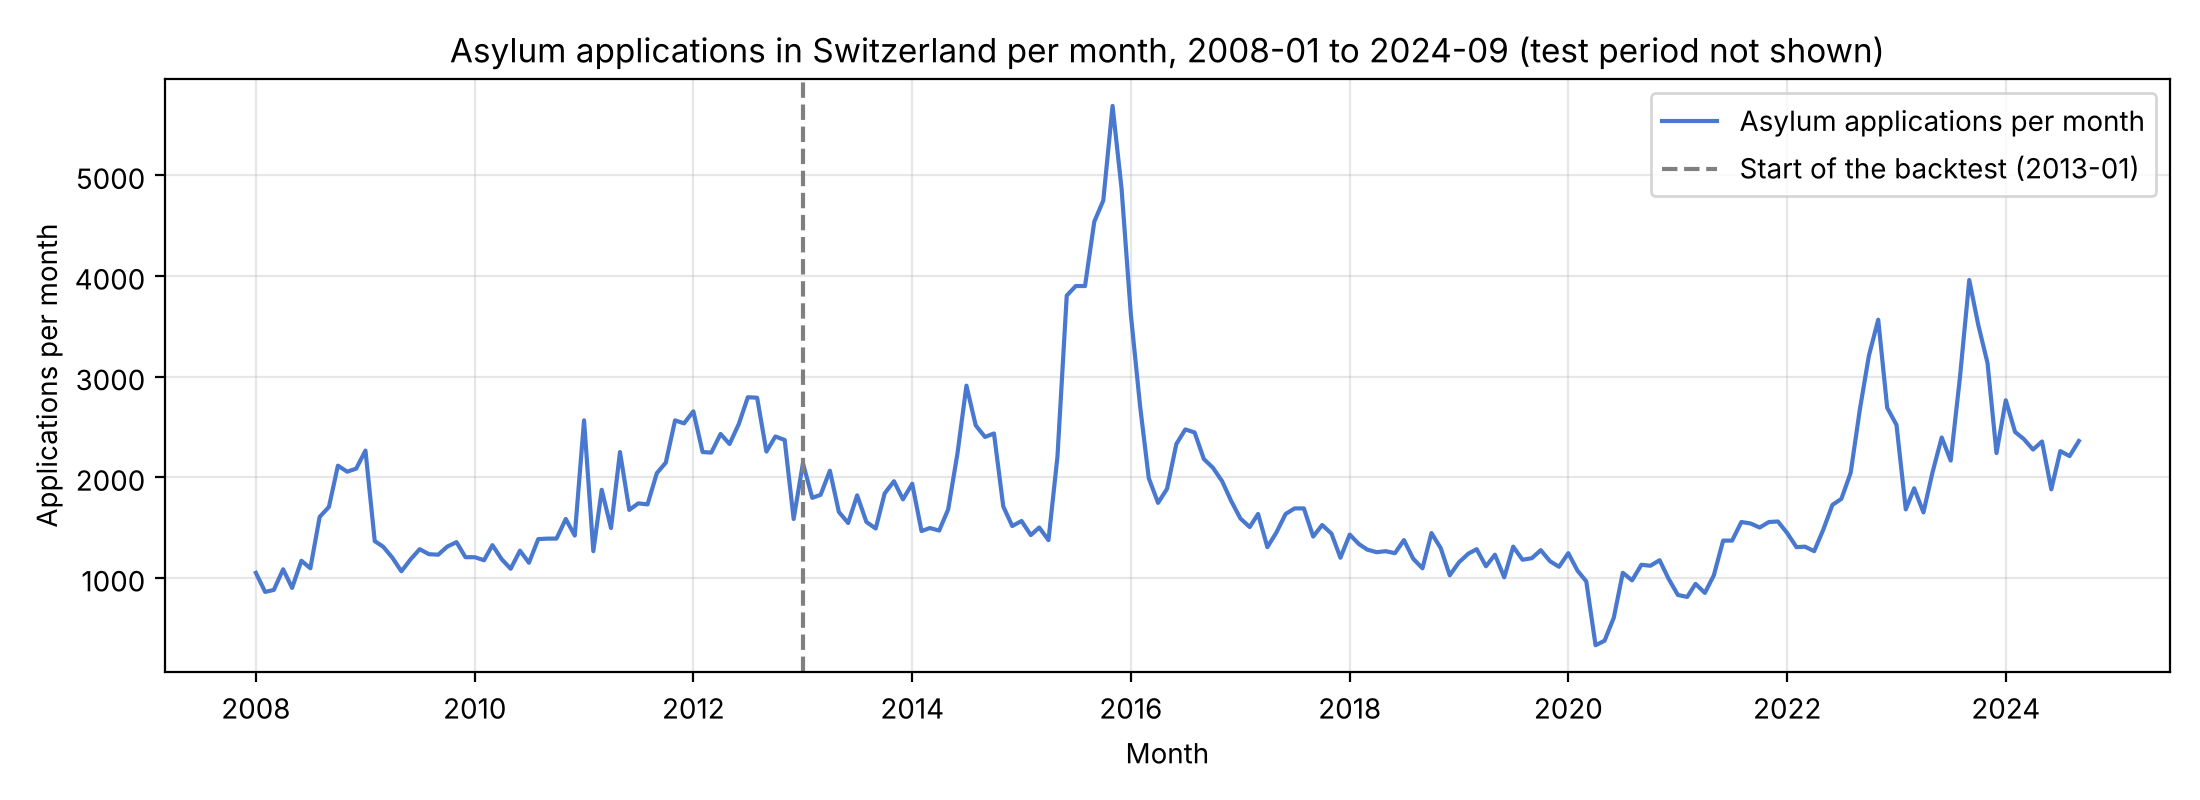 Asylum applications in Switzerland per month, 2008-01 to 2024-09 (test period not shown)
Asylum applications per month
Start of the backtest (2013-01)
Applications per month
5000
4000
3000
2000
1000
2008 2010 2012 2014 2016 2018 2020 2022 2024
Month